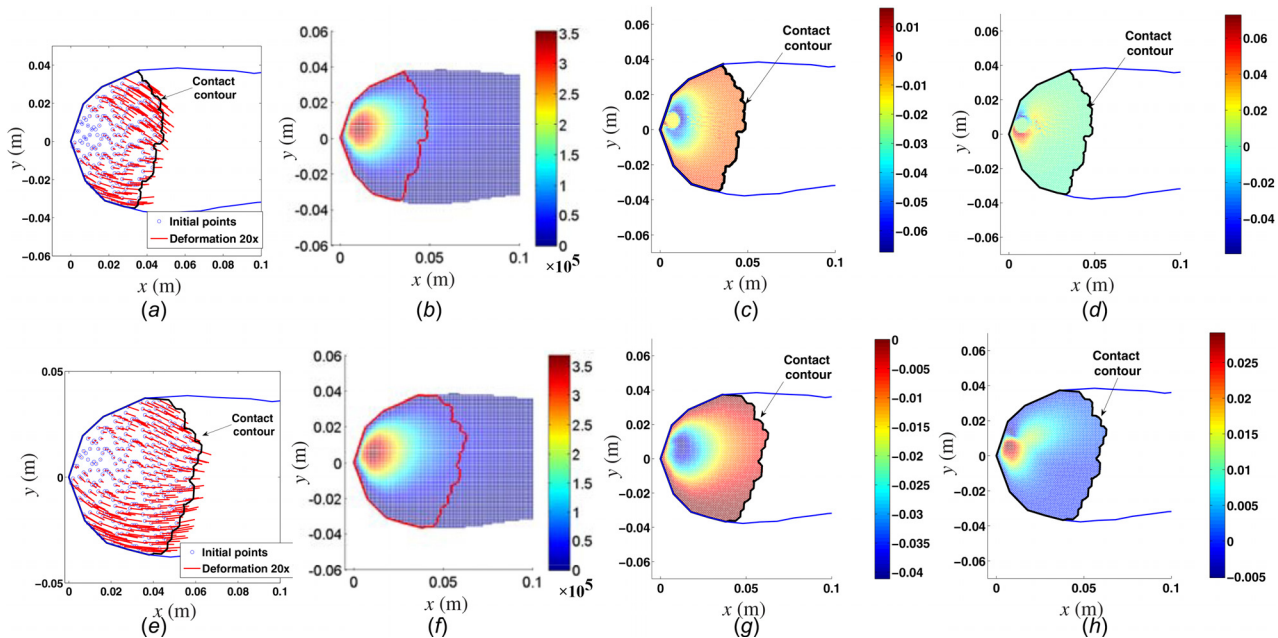 0.04
0.02
0
−0.02
−0.04
−0.06
y (m)
0 0.02 0.04 0.06 0.08 0.1
x (m)
Contact
contour
Initial points
Deformation 20x
(a)
0.06
0.04
0.02
0
-0.02
-0.04
-0.06
y (m)
0 0.05 0.1
x (m)
3.5
3
2.5
2
1.5
1
0.5
0
×10⁵
(b)
0.06
0.04
0.02
0
−0.02
−0.04
−0.06
y (m)
0 0.05 0.1
x (m)
Contact
contour
0.01
0
−0.01
−0.02
−0.03
−0.04
−0.05
−0.06
(c)
0.06
0.04
0.02
0
−0.02
−0.04
−0.06
y (m)
0 0.05 0.1
x (m)
Contact
contour
0.06
0.04
0.02
0
−0.02
−0.04
(d)
0.05
0
−0.05
y (m)
0 0.02 0.04 0.06 0.08 0.1
x (m)
Contact
contour
Initial points
Deformation 20x
(e)
0.06
0.04
0.02
0
-0.02
-0.04
-0.06
y (m)
0 0.05 0.1
x (m)
3.5
3
2.5
2
1.5
1
0.5
0
×10⁵
(f)
0.06
0.04
0.02
0
−0.02
−0.04
−0.06
y (m)
0 0.05 0.1
x (m)
Contact
contour
0
−0.005
−0.01
−0.015
−0.02
−0.025
−0.03
−0.035
−0.04
(g)
0.06
0.04
0.02
0
−0.02
−0.04
−0.06
y (m)
0 0.05 0.1
x (m)
Contact
contour
0.025
0.02
0.015
0.01
0.005
0
−0.005
(h)